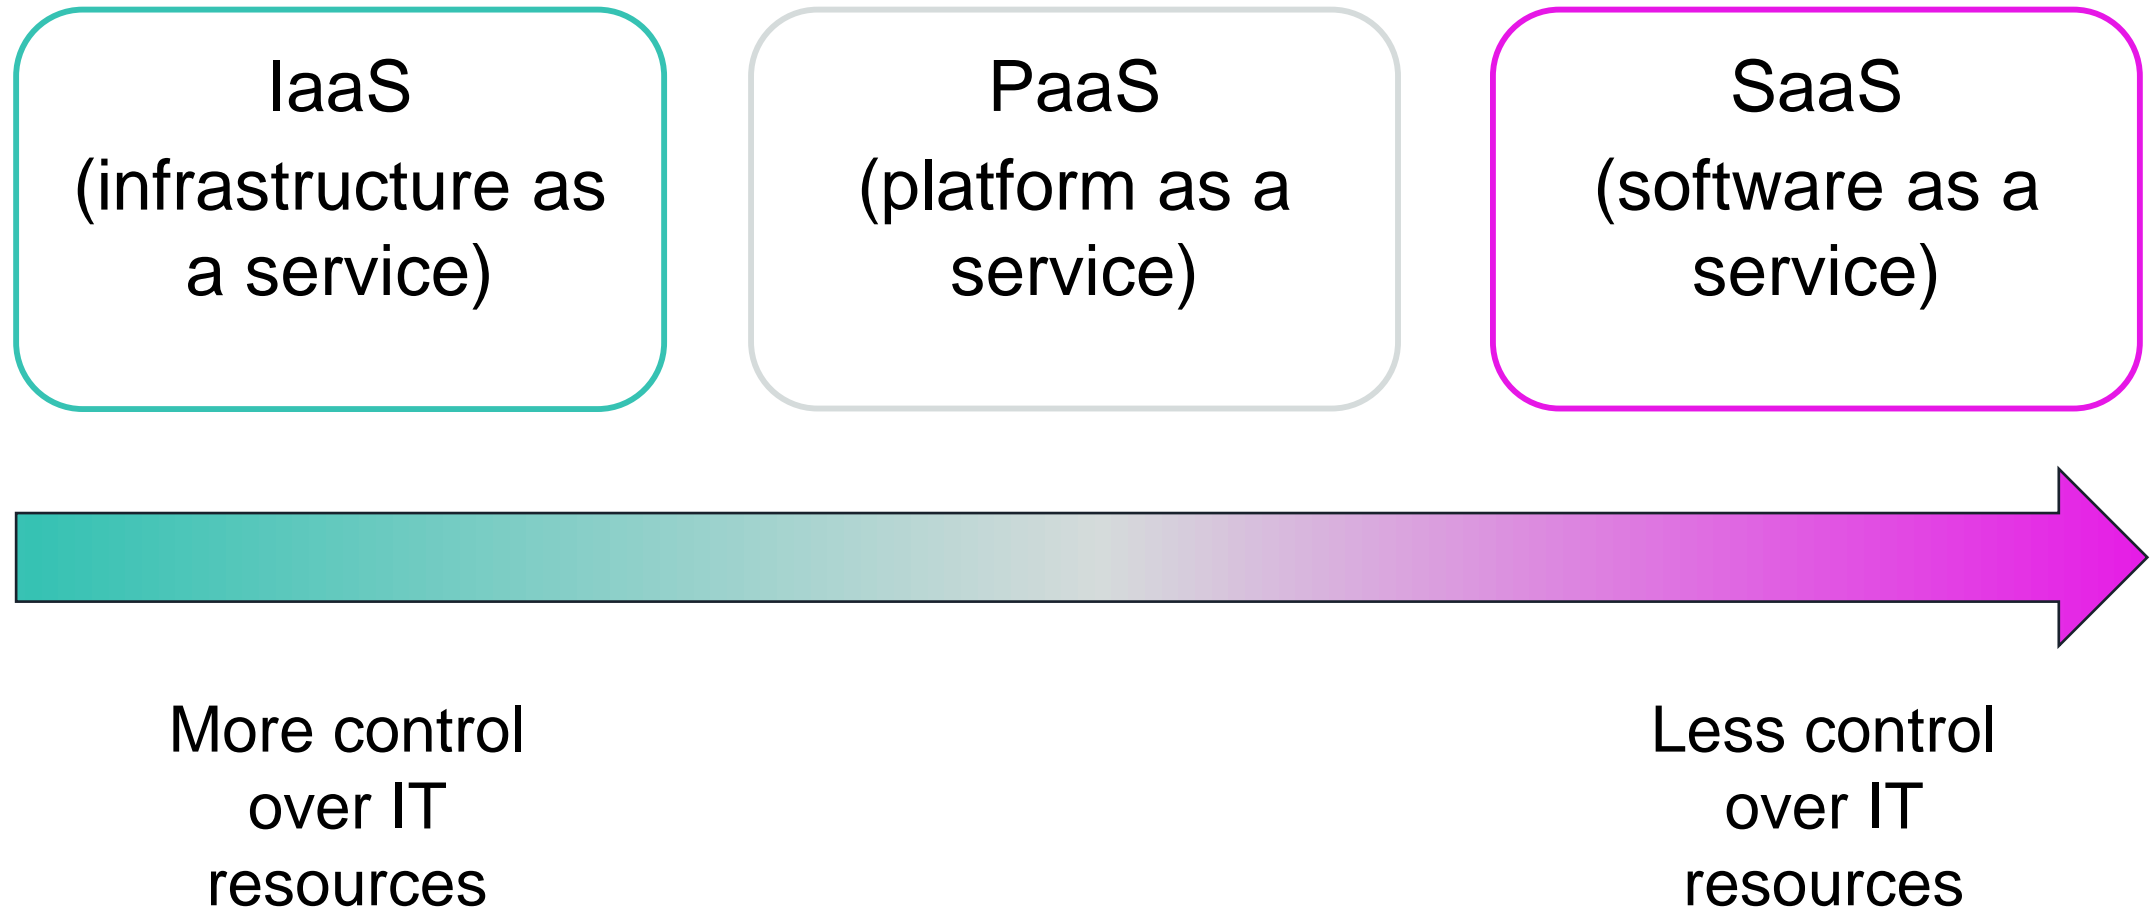 IaaS
(infrastructure as
a service)
PaaS
(platform as a
service)
SaaS
(software as a
service)
More control
over IT
resources
Less control
over IT
resources